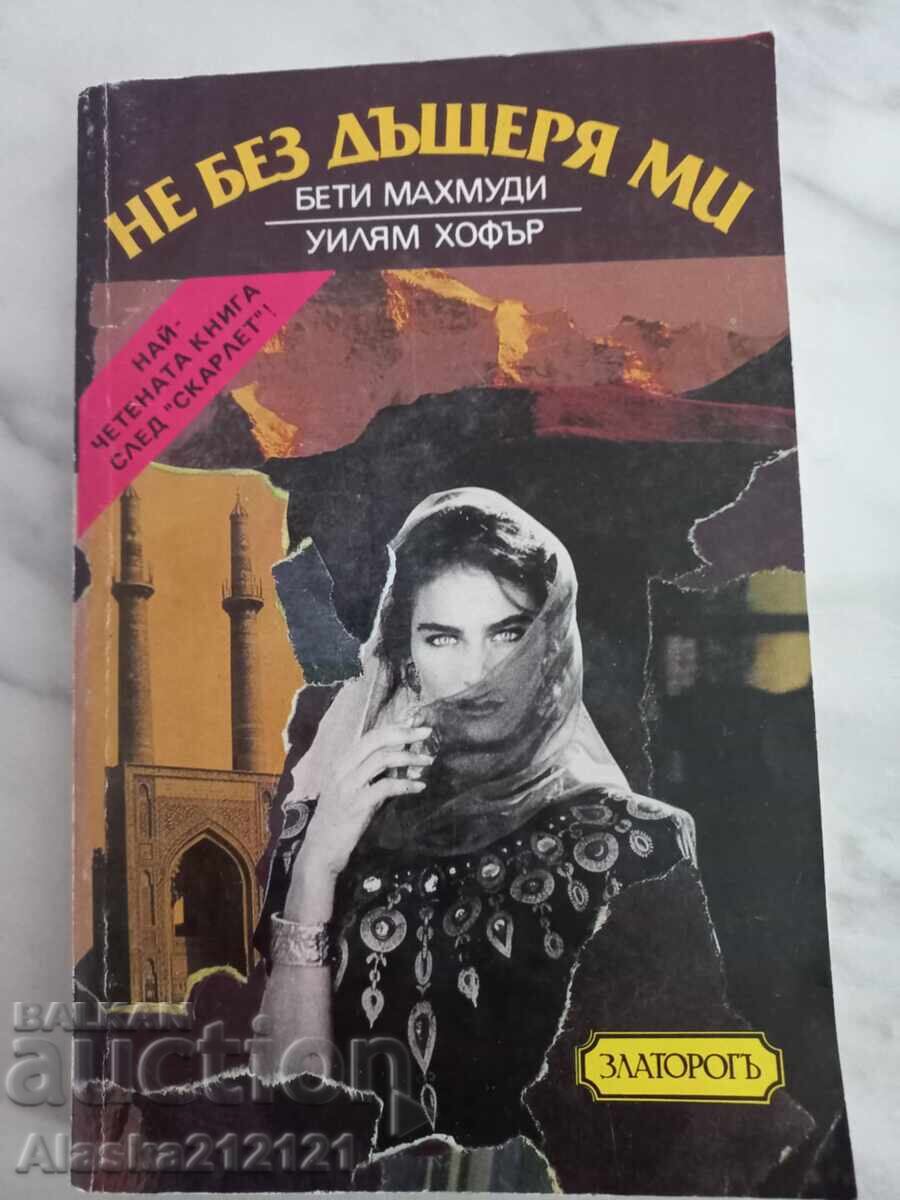 НЕ БЕЗ ДЪЩЕРЯ МИ
БЕТИ МАХМУДИ
УИЛЯМ ХОФЪР
НАЙ-
ЧЕТЕНАТА КНИГА
СЛЕД "СКАРЛЕТ"!
ЗЛАТОРОГЪ
BALKAN
auction
Alaska212121